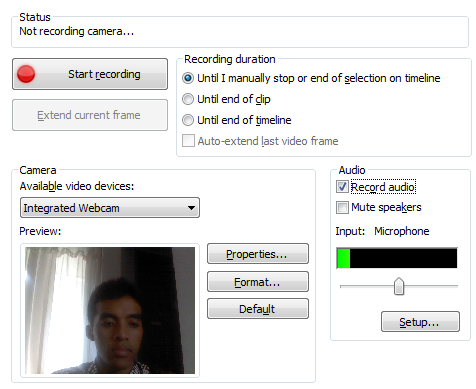 Status
Not recording camera...
Start recording
Extend current frame
Recording duration
Until I manually stop or end of selection on timeline
Until end of clip
Until end of timeline
Auto-extend last video frame
Camera
Available video devices:
Integrated Webcam
Preview:
Properties...
Format...
Default
Audio
Record audio
Mute speakers
Input: Microphone
Setup...